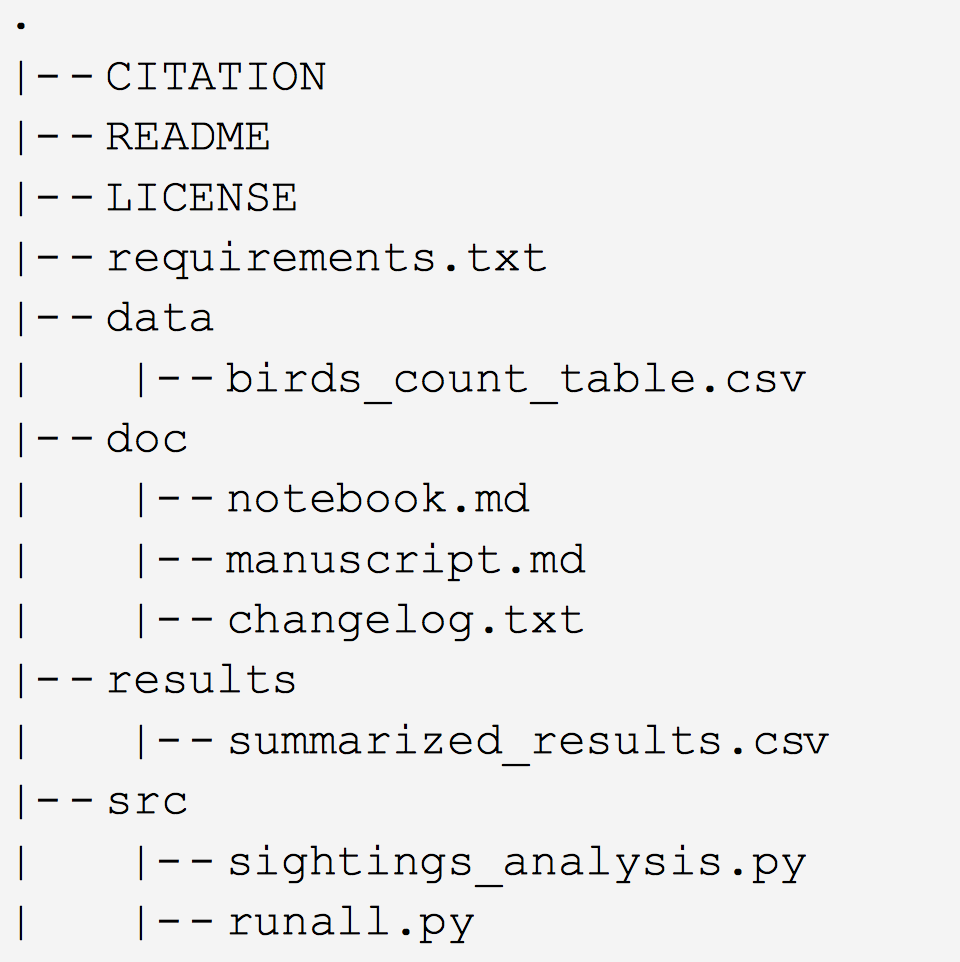 .
|-- CITATION
|-- README
|-- LICENSE
|-- requirements.txt
|-- data
|   |-- birds_count_table.csv
|-- doc
|   |-- notebook.md
|   |-- manuscript.md
|   |-- changelog.txt
|-- results
|   |-- summarized_results.csv
|-- src
|   |-- sightings_analysis.py
|   |-- runall.py